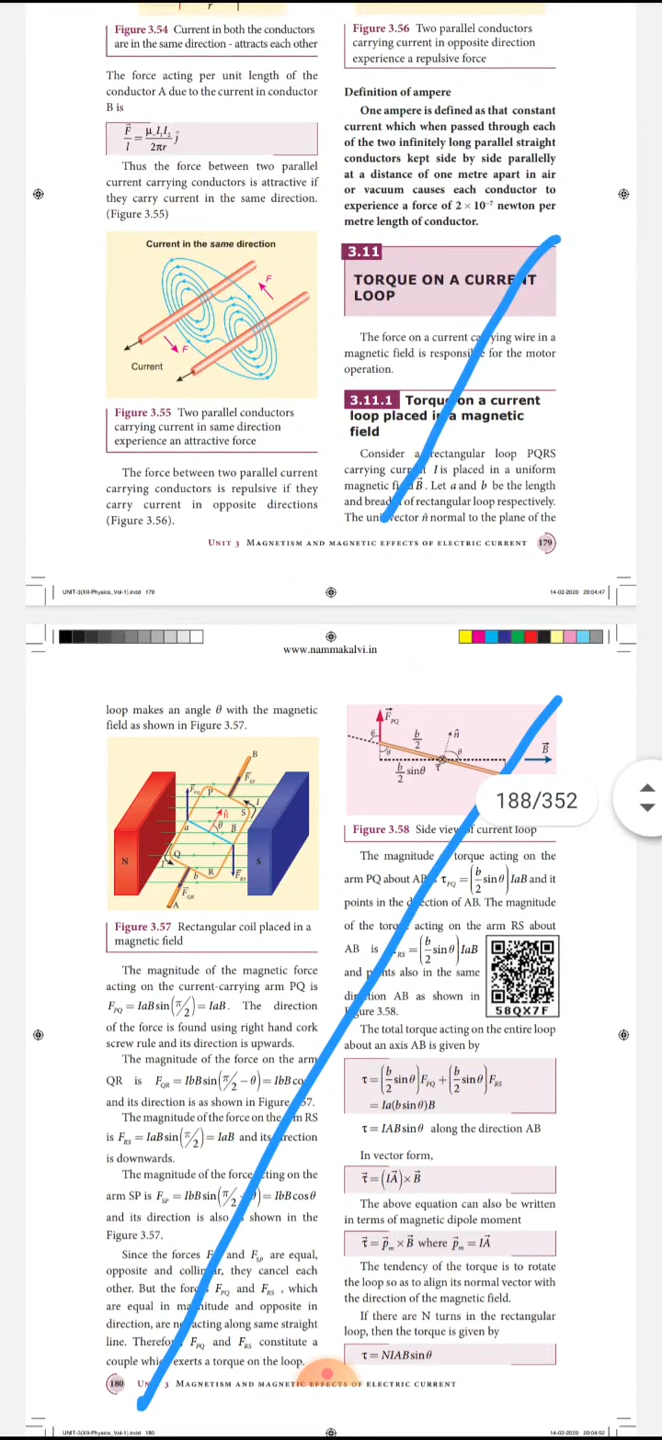 Figure 3.54 Current in both the conductors
are in the same direction - attracts each other
The force acting per unit length of the
conductor A due to the current in conductor
B is
F⃗/l = μ₀I₁I₂/2πr ĵ
Thus the force between two parallel
current carrying conductors is attractive if
they carry current in the same direction.
(Figure 3.55)
Current in the same direction
F
F
Current
Figure 3.55 Two parallel conductors
carrying current in same direction
experience an attractive force
The force between two parallel current
carrying conductors is repulsive if they
carry current in opposite directions
(Figure 3.56).
Figure 3.56 Two parallel conductors
carrying current in opposite direction
experience a repulsive force
Definition of ampere
One ampere is defined as that constant
current which when passed through each
of the two infinitely long parallel straight
conductors kept side by side parallelly
at a distance of one metre apart in air
or vacuum causes each conductor to
experience a force of 2 × 10⁻⁷ newton per
metre length of conductor.
3.11
TORQUE ON A CURRENT
LOOP
The force on a current carrying wire in a
magnetic field is responsible for the motor
operation.
3.11.1 Torque on a current
loop placed in a magnetic
field
Consider a rectangular loop PQRS
carrying current I is placed in a uniform
magnetic field B⃗. Let a and b be the length
and breadth of rectangular loop respectively.
The unit vector n̂ normal to the plane of the
UNIT 3 MAGNETISM AND MAGNETIC EFFECTS OF ELECTRIC CURRENT 179
UNIT-3(XII-Physics_Vol-1).indd 179
14-02-2020 20:04:47
www.nammakalvi.in
loop makes an angle θ with the magnetic
field as shown in Figure 3.57.
B
F⃗SP
F⃗PQ P
S I
n̂
a θ B⃗
N Q S
b R F⃗RS
F⃗QR
A
Figure 3.57 Rectangular coil placed in a
magnetic field
The magnitude of the magnetic force
acting on the current-carrying arm PQ is
F_PQ = IaB sin(π/2) = IaB. The direction
of the force is found using right hand cork
screw rule and its direction is upwards.
The magnitude of the force on the arm
QR is F_QR = IbB sin(π/2 − θ) = IbB co
and its direction is as shown in Figure 57.
The magnitude of the force on the m RS
is F_RS = IaB sin(π/2) = IaB and its direction
is downwards.
The magnitude of the force acting on the
arm SP is F_SP = IbB sin(π/2 + θ) = IbB cosθ
and its direction is also shown in the
Figure 3.57.
Since the forces F and F_SP are equal,
opposite and collinear, they cancel each
other. But the forces F_PQ and F_RS , which
are equal in magnitude and opposite in
direction, are not acting along same straight
line. Therefore, F_PQ and F_RS constitute a
couple which exerts a torque on the loop.
180 UNIT 3 MAGNETISM AND MAGNETIC EFFECTS OF ELECTRIC CURRENT
F⃗PQ
θ b/2 n̂
θ θ B⃗
b/2 sinθ τ⃗
188/352
Figure 3.58 Side view of current loop
The magnitude of torque acting on the
arm PQ about AB is τ_PQ = (b/2 sinθ) IaB and it
points in the direction of AB. The magnitude
of the torque acting on the arm RS about
AB is τ_RS = (b/2 sinθ) IaB
and points also in the same
direction AB as shown in
Figure 3.58.
58QX7F
The total torque acting on the entire loop
about an axis AB is given by
τ = (b/2 sinθ) F_PQ + (b/2 sinθ) F_RS
= Ia(b sinθ)B
τ = IAB sinθ along the direction AB
In vector form,
τ⃗ = (IA⃗) × B⃗
The above equation can also be written
in terms of magnetic dipole moment
τ⃗ = p⃗ₘ × B⃗ where p⃗ₘ = IA⃗
The tendency of the torque is to rotate
the loop so as to align its normal vector with
the direction of the magnetic field.
If there are N turns in the rectangular
loop, then the torque is given by
τ = NIAB sinθ
UNIT-3(XII-Physics_Vol-1).indd 180
14-02-2020 20:04:52